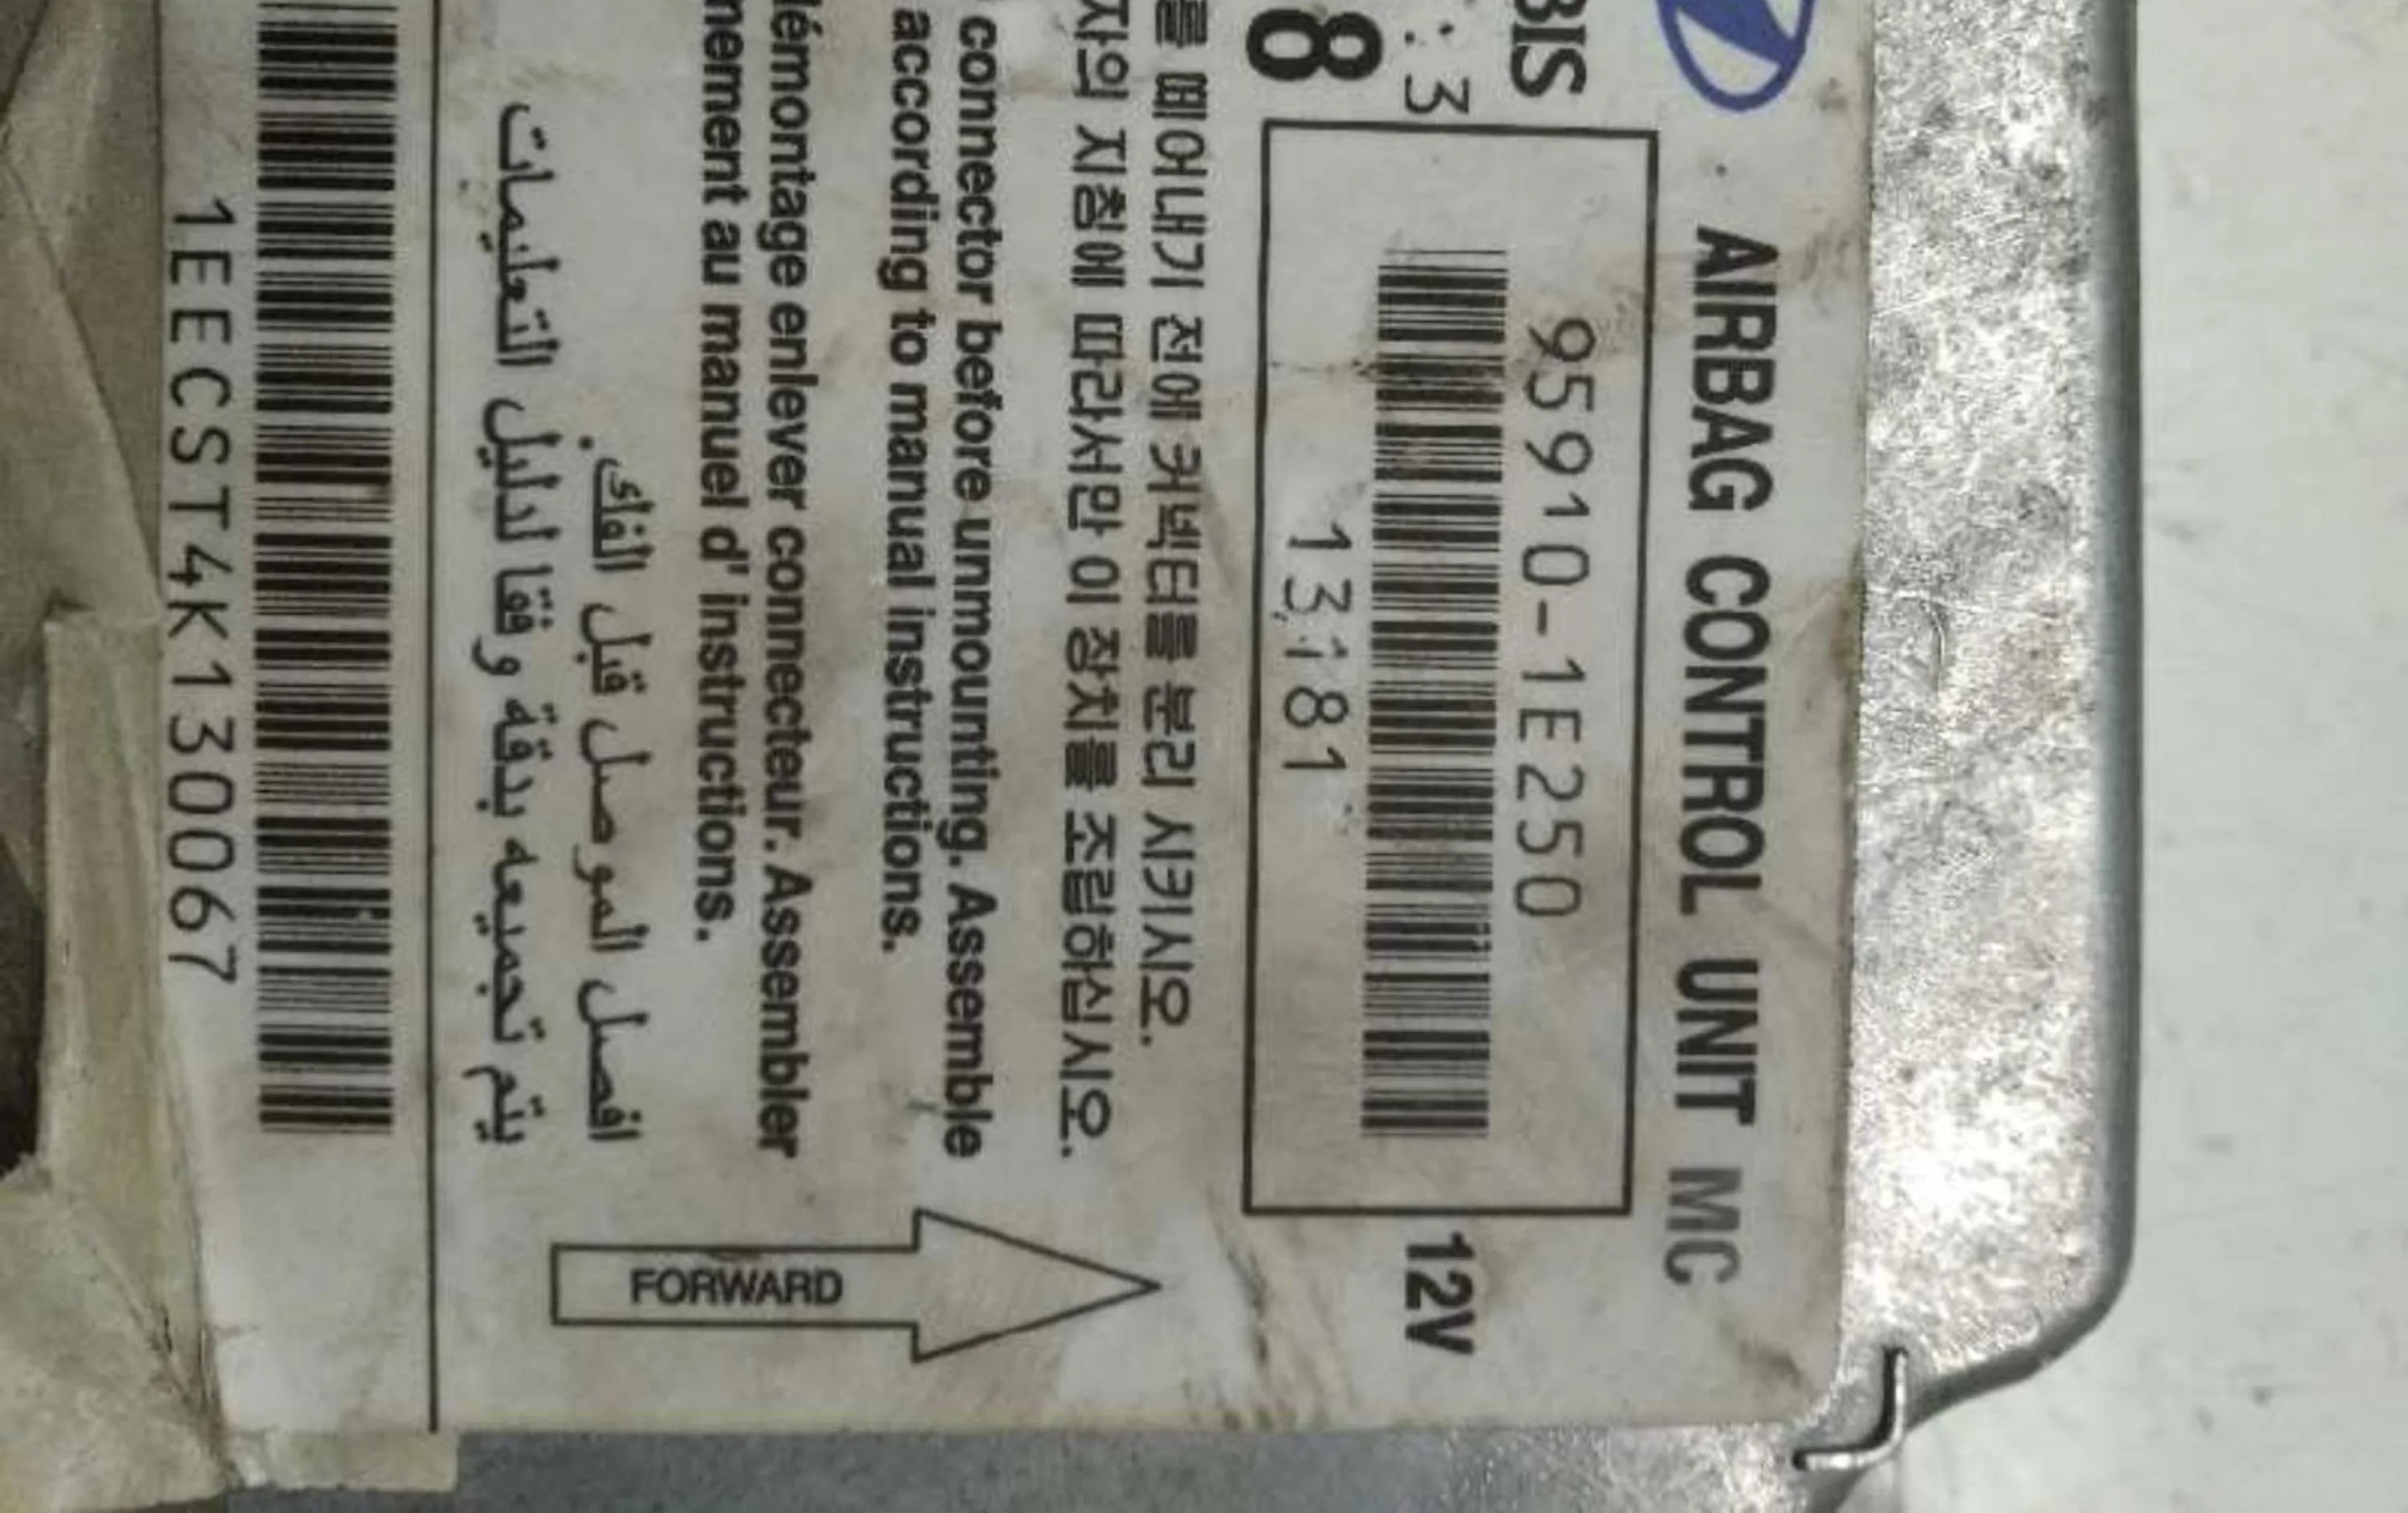 AIRBAG CONTROL UNIT MC
BIS
:3
8
95910-1E250
13181
12V
를 떼어내기 전에 커넥터를 분리 시키시오.
자의 지침에 따라서만 이 장치를 조립하십시오.
connector before unmounting. Assemble
according to manual instructions.
démontage enlever connecteur. Assembler
nement au manuel d' instructions.
افصل الموصل قبل الفك.
يتم تجميعه بدقة وفقا لدليل التعليمات
FORWARD
1EECST4K130067